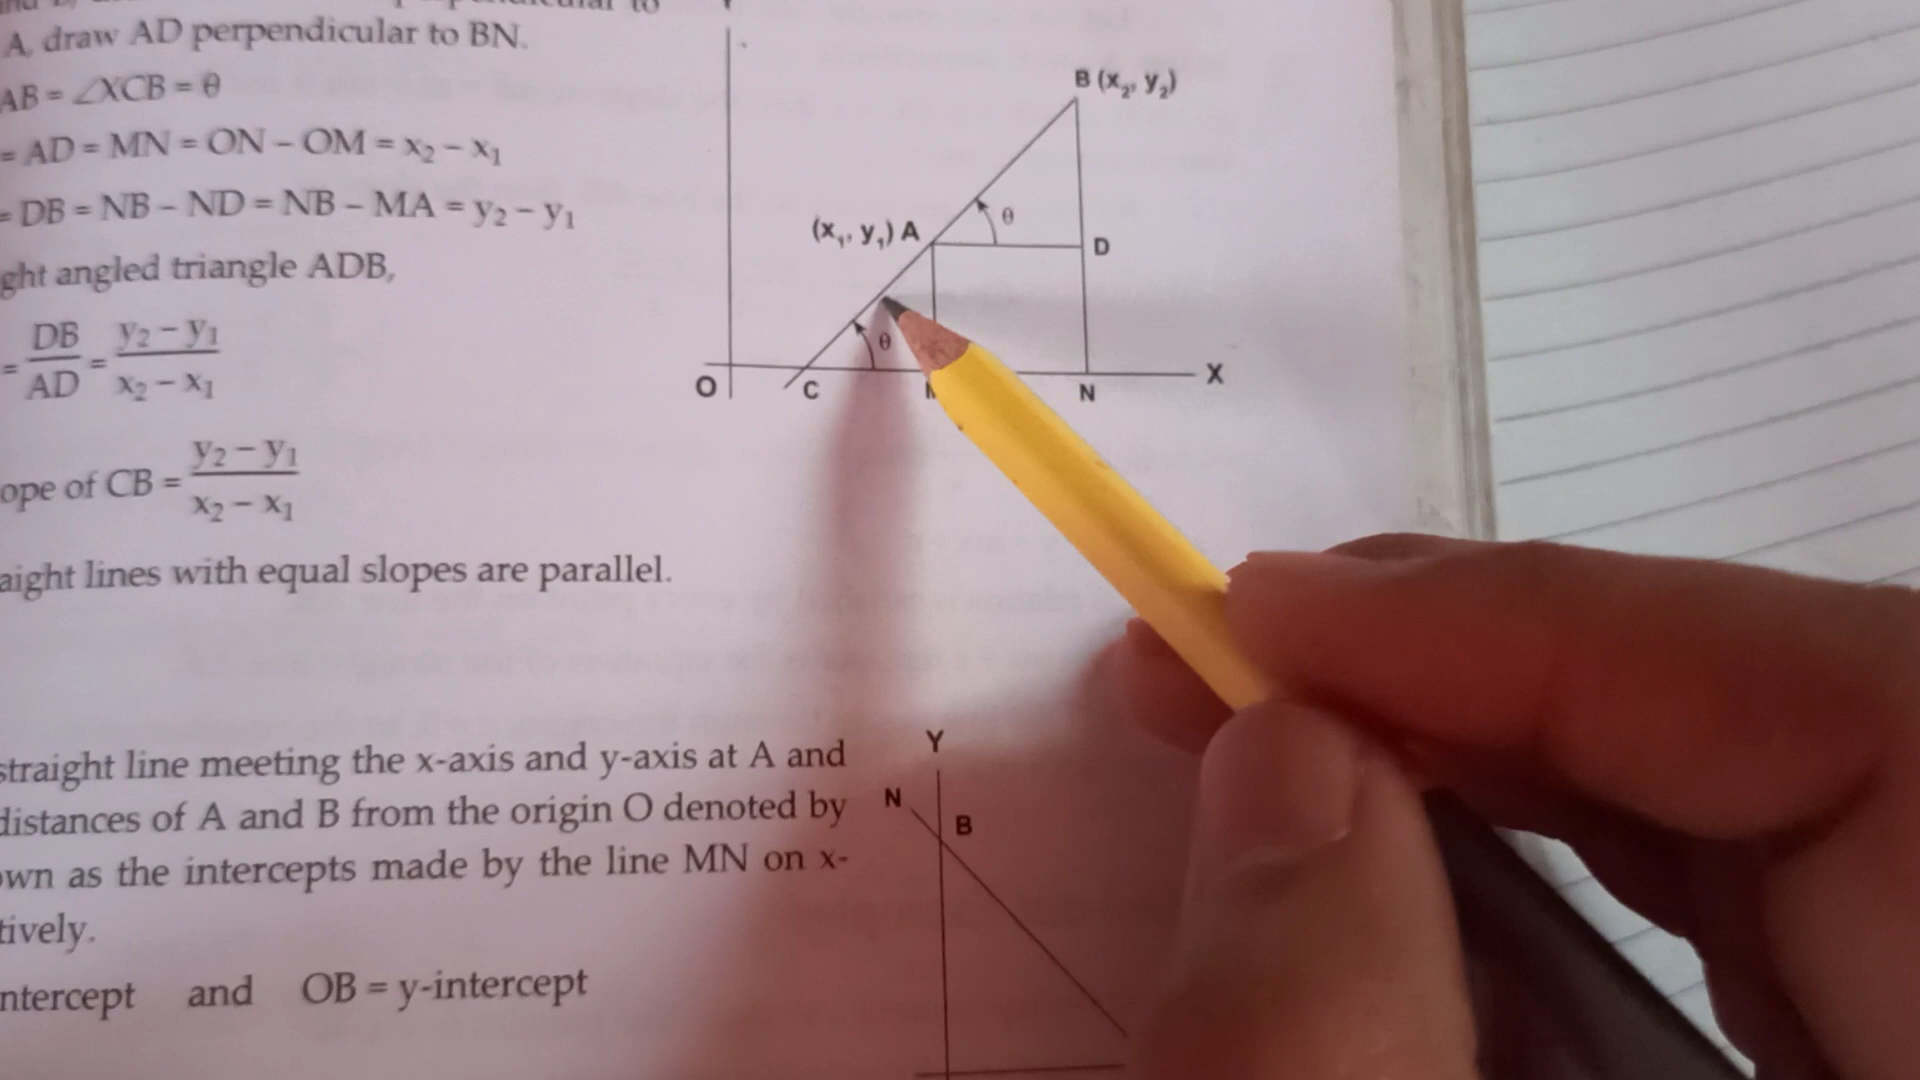 A, draw AD perpendicular to BN.
AB = ∠XCB = θ
= AD = MN = ON – OM = x₂ – x₁
= DB = NB – ND = NB – MA = y₂ – y₁
ght angled triangle ADB,
= DB/AD = y₂ – y₁/x₂ – x₁
ope of CB = y₂ – y₁/x₂ – x₁
aight lines with equal slopes are parallel.
B (x₂, y₂)
θ
(x₁, y₁) A
D
θ
O
C
N
X
straight line meeting the x-axis and y-axis at A and
distances of A and B from the origin O denoted by
own as the intercepts made by the line MN on x-
tively.
ntercept and OB = y-intercept
Y
N
B